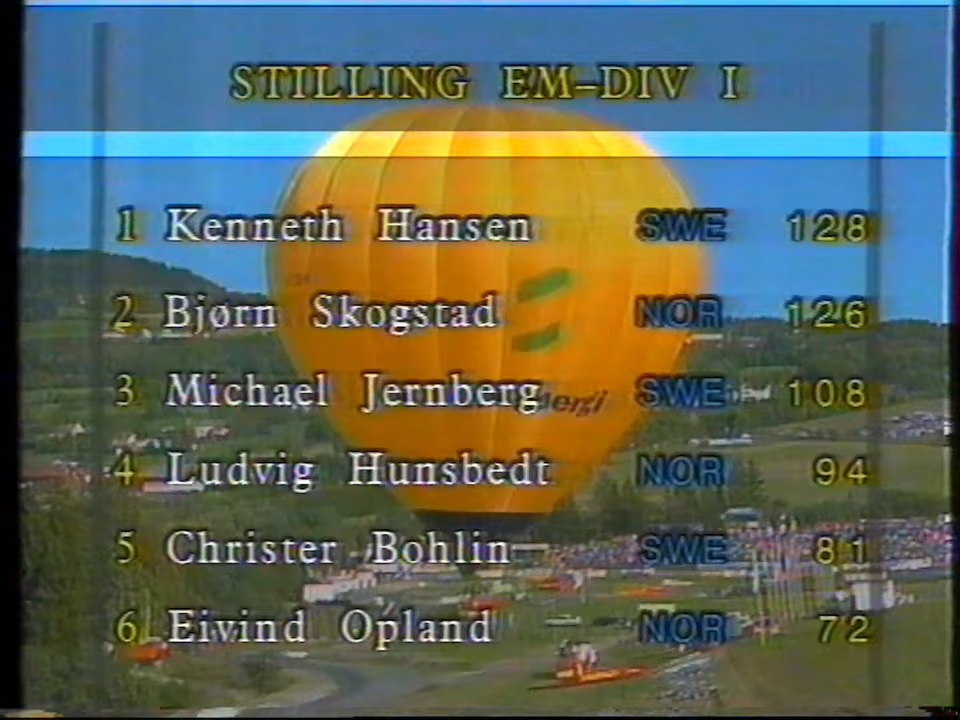 STILLING EM-DIV I
1 Kenneth Hansen SWE 128
2 Bjørn Skogstad NOR 126
3 Michael Jernberg SWE 108
4 Ludvig Hunsbedt NOR 94
5 Christer Bohlin SWE 81
6 Eivind Opland NOR 72